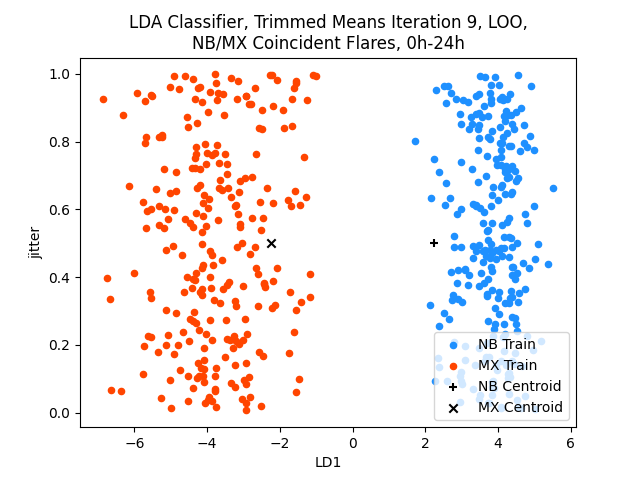 LDA Classifier, Trimmed Means Iteration 9, LOO,
NB/MX Coincident Flares, 0h-24h
1.0
0.8
0.6
0.4
0.2
0.0
jitter
−6
−4
−2
0
2
4
6
LD1
NB Train
MX Train
NB Centroid
MX Centroid